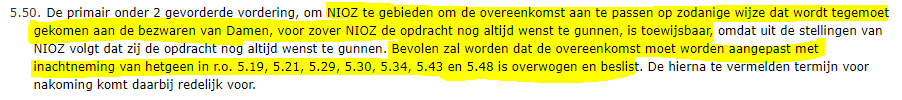 5.50. De primair onder 2 gevorderde vordering, om NIOZ te gebieden om de overeenkomst aan te passen op zodanige wijze dat wordt tegemoet
gekomen aan de bezwaren van Damen, voor zover NIOZ de opdracht nog altijd wenst te gunnen, is toewijsbaar, omdat uit de stellingen van
NIOZ volgt dat zij de opdracht nog altijd wenst te gunnen. Bevolen zal worden dat de overeenkomst moet worden aangepast met
inachtneming van hetgeen in r.o. 5.19, 5.21, 5.29, 5.30, 5.34, 5.43 en 5.48 is overwogen en beslist. De hierna te vermelden termijn voor
nakoming komt daarbij redelijk voor.